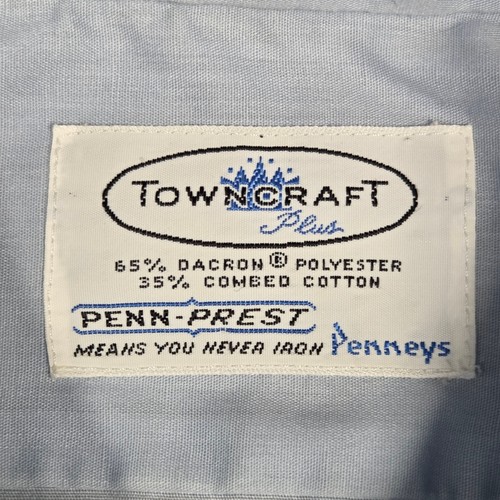 TOWNCRAFT
Plus
65% DACRON ® POLYESTER
35% COMBED COTTON
PENN-PREST
MEANS YOU NEVER IRON Penneys